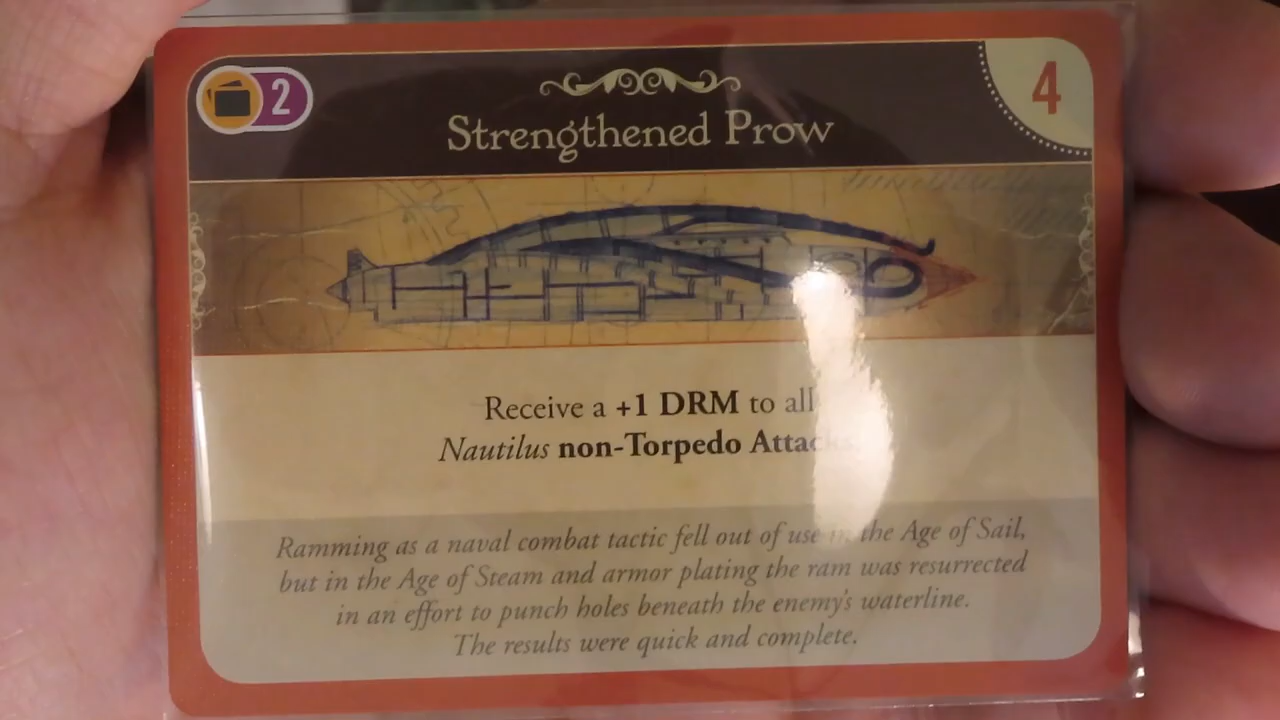 2
4
Strengthened Prow
Receive a +1 DRM to all
Nautilus non-Torpedo Attacks.
Ramming as a naval combat tactic fell out of use in the Age of Sail,
but in the Age of Steam and armor plating the ram was resurrected
in an effort to punch holes beneath the enemy's waterline.
The results were quick and complete.